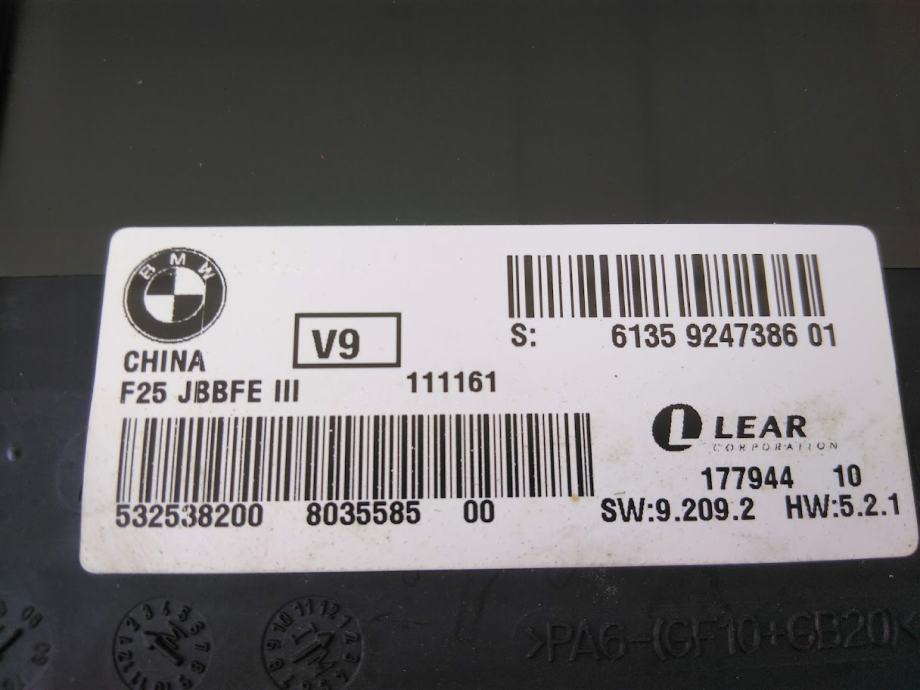 BMW
CHINA
V9
F25 JBBFE III
111161
S: 6135 9247386 01
LEAR
CORPORATION
532538200 8035585 00
177944 10
SW:9.209.2 HW:5.2.1
>PA6-(GF10+GB20)<